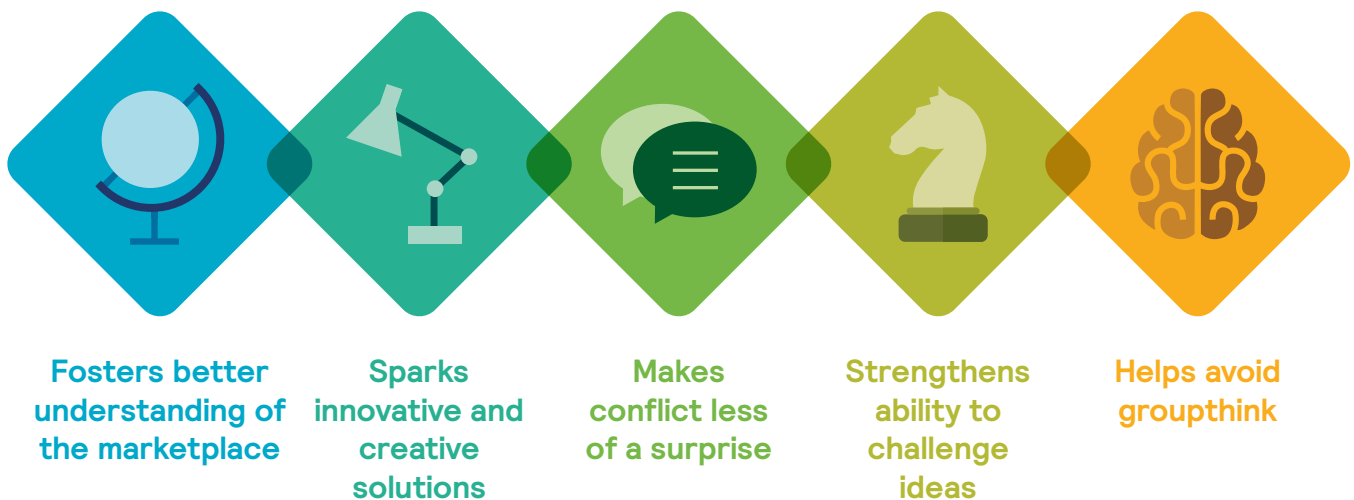 Fosters better
understanding of
the marketplace
Sparks
innovative and
creative
solutions
Makes
conflict less
of a surprise
Strengthens
ability to
challenge
ideas
Helps avoid
groupthink